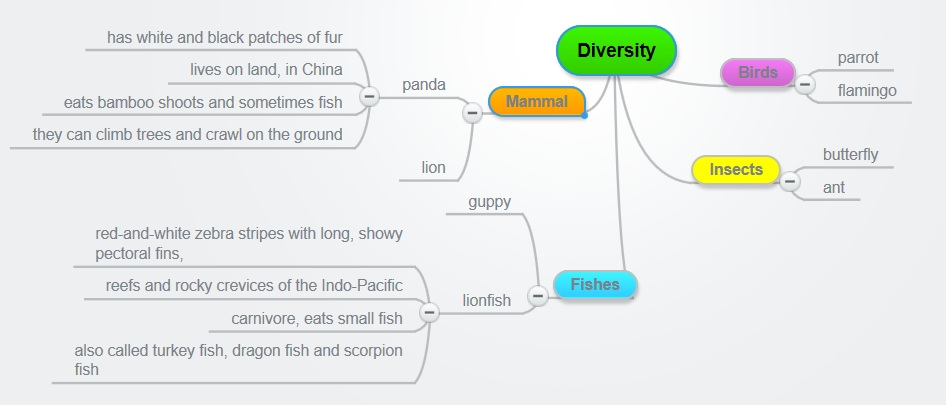 Diversity
Mammal
panda
has white and black patches of fur
lives on land, in China
eats bamboo shoots and sometimes fish
they can climb trees and crawl on the ground
lion
Birds
parrot
flamingo
Insects
butterfly
ant
Fishes
guppy
lionfish
red-and-white zebra stripes with long, showy
pectoral fins,
reefs and rocky crevices of the Indo-Pacific
carnivore, eats small fish
also called turkey fish, dragon fish and scorpion
fish